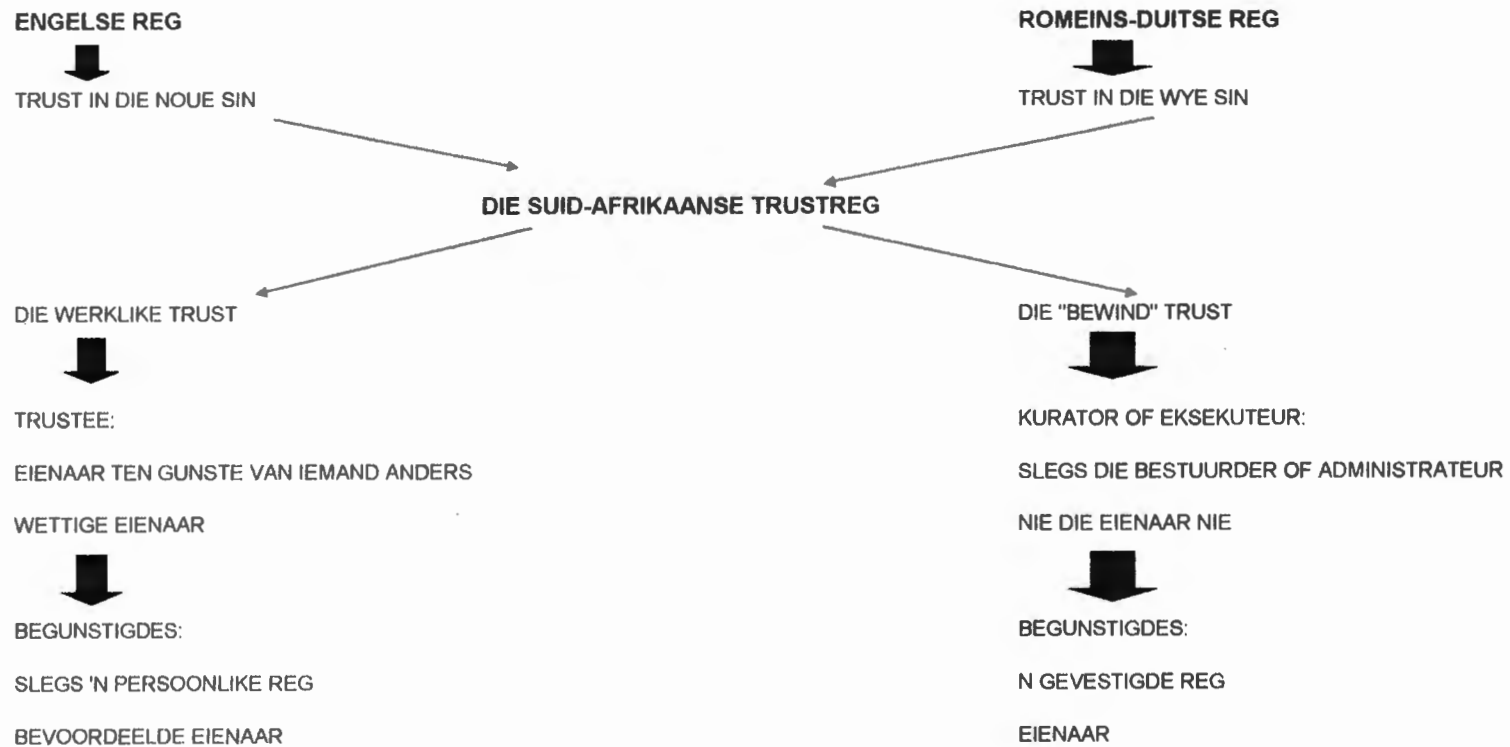 ENGELSE REG
ROMEINS-DUITSE REG
TRUST IN DIE NOUE SIN
TRUST IN DIE WYE SIN
DIE SUID-AFRIKAANSE TRUSTREG
DIE WERKLIKE TRUST
DIE "BEWIND" TRUST
TRUSTEE:
KURATOR OF EKSEKUTEUR:
EIENAAR TEN GUNSTE VAN IEMAND ANDERS
SLEGS DIE BESTUURDER OF ADMINISTRATEUR
WETTIGE EIENAAR
NIE DIE EIENAAR NIE
BEGUNSTIGDES:
BEGUNSTIGDES:
SLEGS 'N PERSOONLIKE REG
N GEVESTIGDE REG
BEVOORDEELDE EIENAAR
EIENAAR